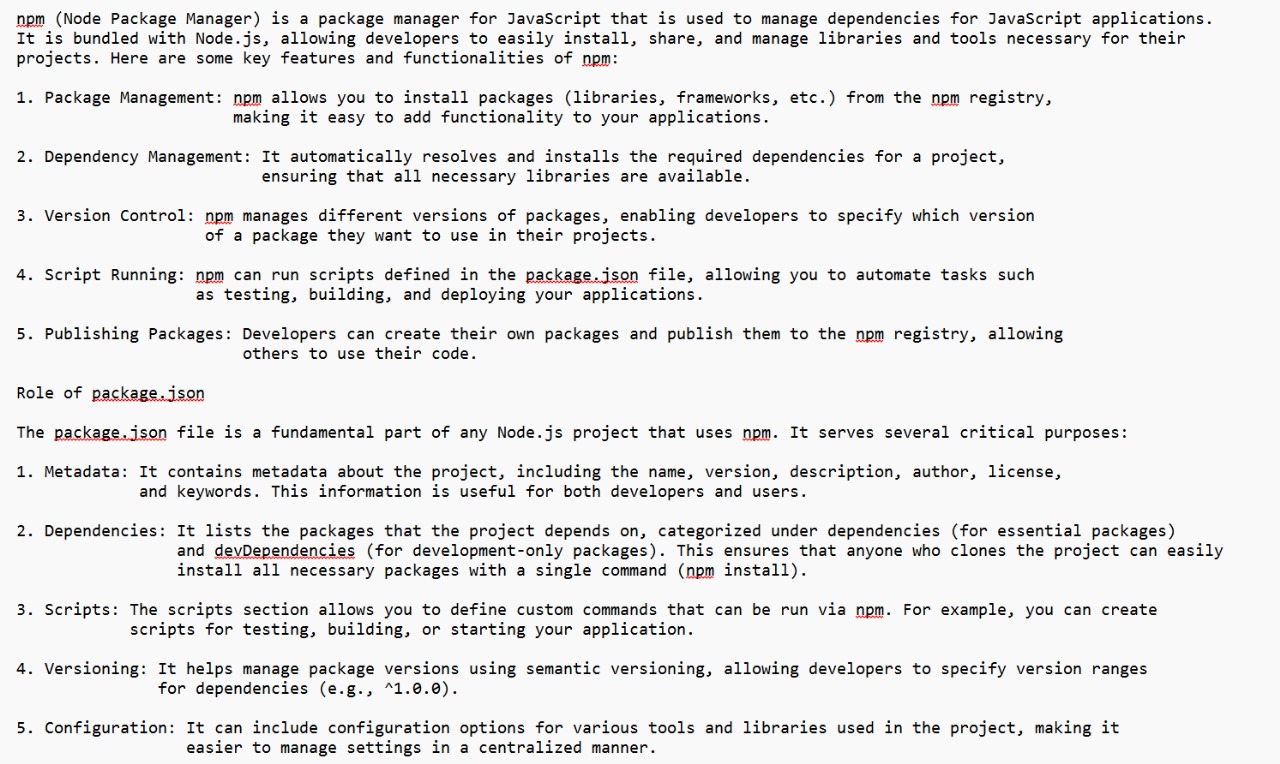 npm (Node Package Manager) is a package manager for JavaScript that is used to manage dependencies for JavaScript applications.
It is bundled with Node.js, allowing developers to easily install, share, and manage libraries and tools necessary for their
projects. Here are some key features and functionalities of npm:
1. Package Management: npm allows you to install packages (libraries, frameworks, etc.) from the npm registry,
making it easy to add functionality to your applications.
2. Dependency Management: It automatically resolves and installs the required dependencies for a project,
ensuring that all necessary libraries are available.
3. Version Control: npm manages different versions of packages, enabling developers to specify which version
of a package they want to use in their projects.
4. Script Running: npm can run scripts defined in the package.json file, allowing you to automate tasks such
as testing, building, and deploying your applications.
5. Publishing Packages: Developers can create their own packages and publish them to the npm registry, allowing
others to use their code.
Role of package.json
The package.json file is a fundamental part of any Node.js project that uses npm. It serves several critical purposes:
1. Metadata: It contains metadata about the project, including the name, version, description, author, license,
and keywords. This information is useful for both developers and users.
2. Dependencies: It lists the packages that the project depends on, categorized under dependencies (for essential packages)
and devDependencies (for development-only packages). This ensures that anyone who clones the project can easily
install all necessary packages with a single command (npm install).
3. Scripts: The scripts section allows you to define custom commands that can be run via npm. For example, you can create
scripts for testing, building, or starting your application.
4. Versioning: It helps manage package versions using semantic versioning, allowing developers to specify version ranges
for dependencies (e.g., ^1.0.0).
5. Configuration: It can include configuration options for various tools and libraries used in the project, making it
easier to manage settings in a centralized manner.